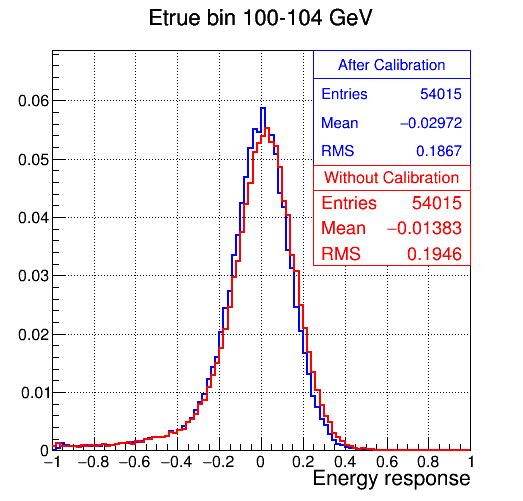 Etrue bin 100-104 GeV
After Calibration
Entries 54015
Mean −0.02972
RMS 0.1867
Without Calibration
Entries 54015
Mean −0.01383
RMS 0.1946
0.06
0.05
0.04
0.03
0.02
0.01
0
−1 −0.8 −0.6 −0.4 −0.2 0 0.2 0.4 0.6 0.8 1
Energy response